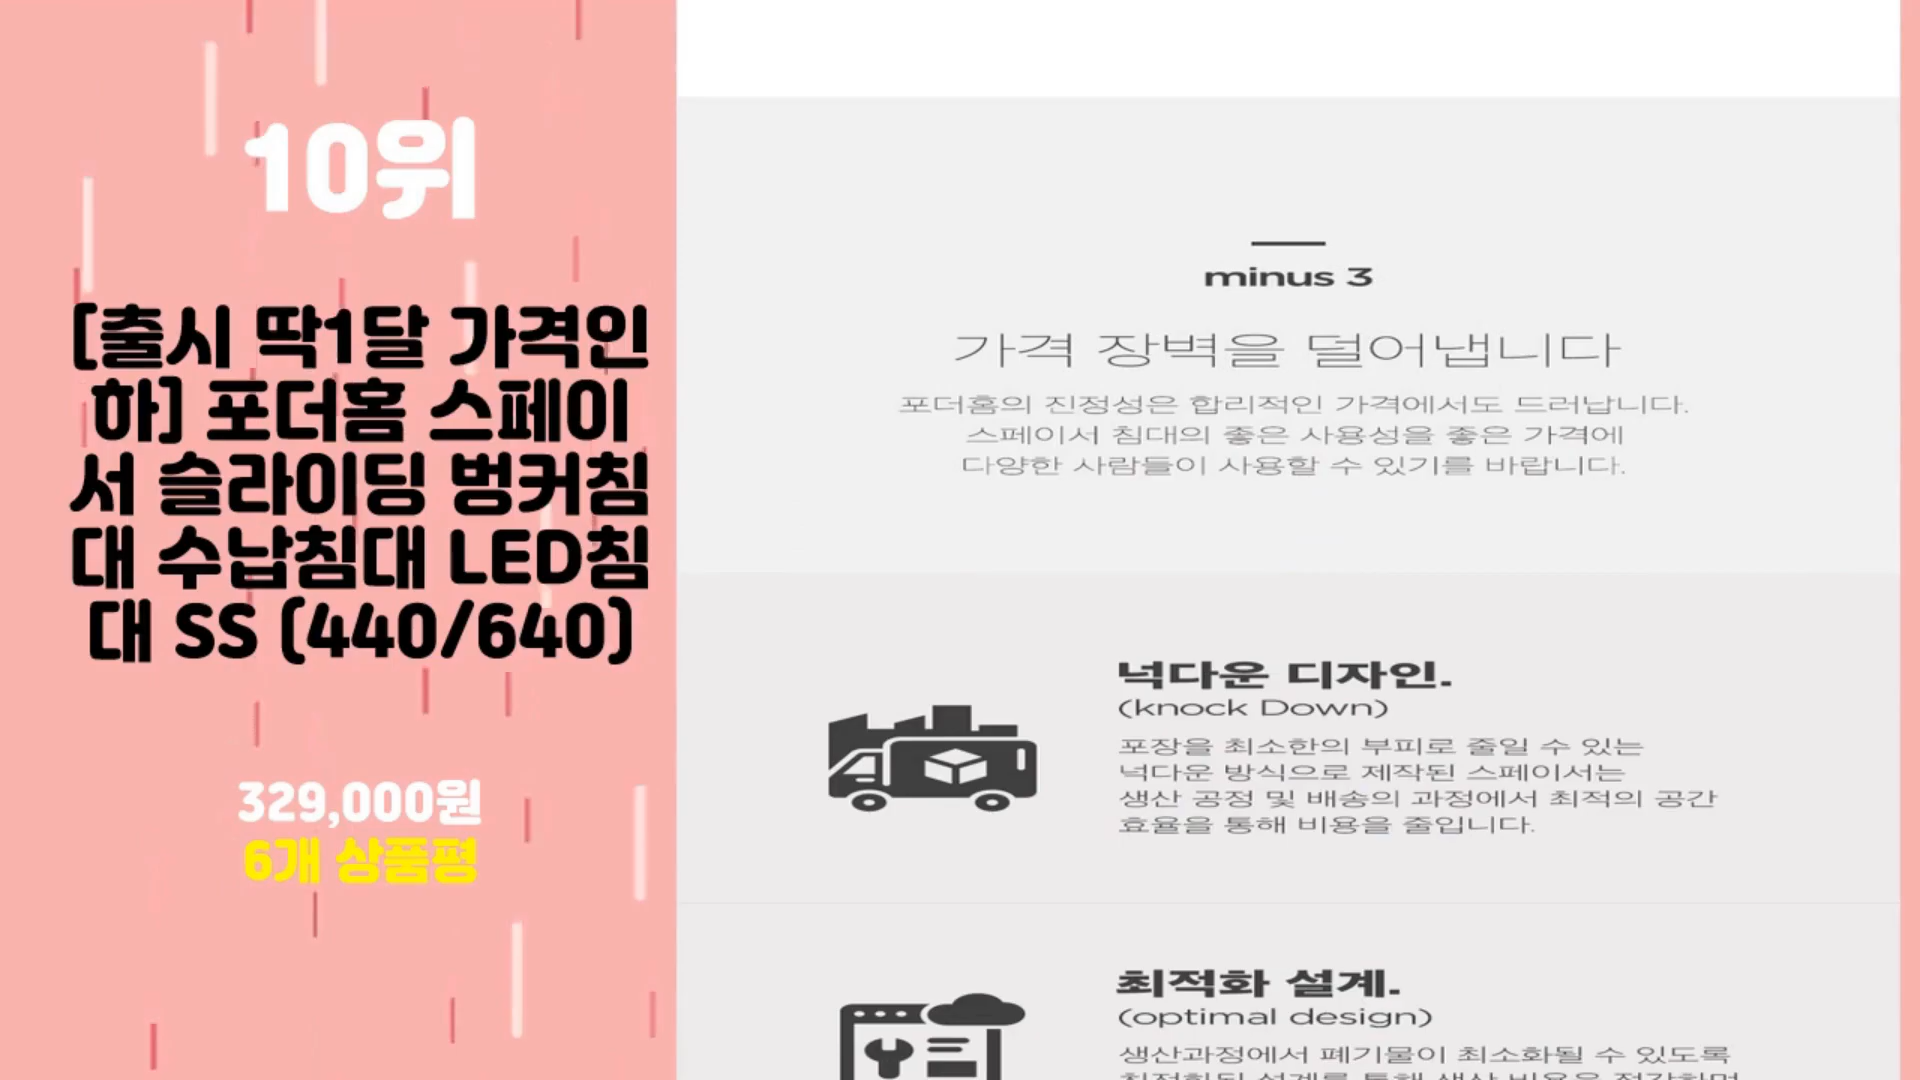 10위
[출시 딱1달 가격인
하] 포더홈 스페이
서 슬라이딩 벙커침
대 수납침대 LED침
대 SS (440/640)
329,000원
6개 상품평
minus 3
가격 장벽을 덜어냅니다
포더홈의 진정성은 합리적인 가격에서도 드러납니다.
스페이서 침대의 좋은 사용성을 좋은 가격에
다양한 사람들이 사용할 수 있기를 바랍니다.
넉다운 디자인.
(knock Down)
포장을 최소한의 부피로 줄일 수 있는
넉다운 방식으로 제작된 스페이서는
생산 공정 및 배송의 과정에서 최적의 공간
효율을 통해 비용을 줄입니다.
최적화 설계.
(optimal design)
생산과정에서 폐기물이 최소화될 수 있도록